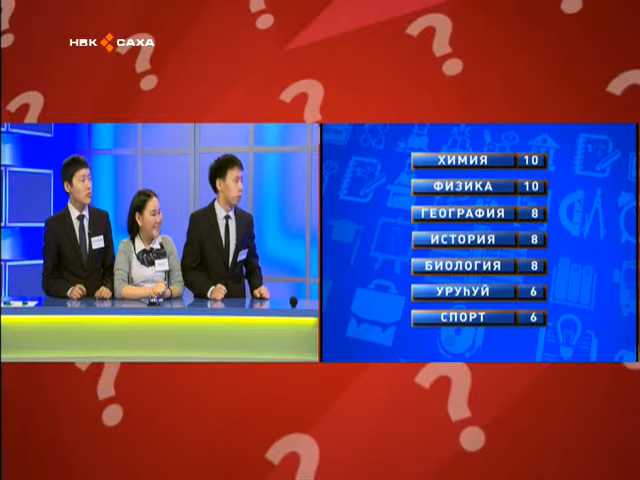 НВК САХА
ХИМИЯ 10
ФИЗИКА 10
ГЕОГРАФИЯ 8
ИСТОРИЯ 8
БИОЛОГИЯ 8
УРУҺУЙ 6
СПОРТ 6